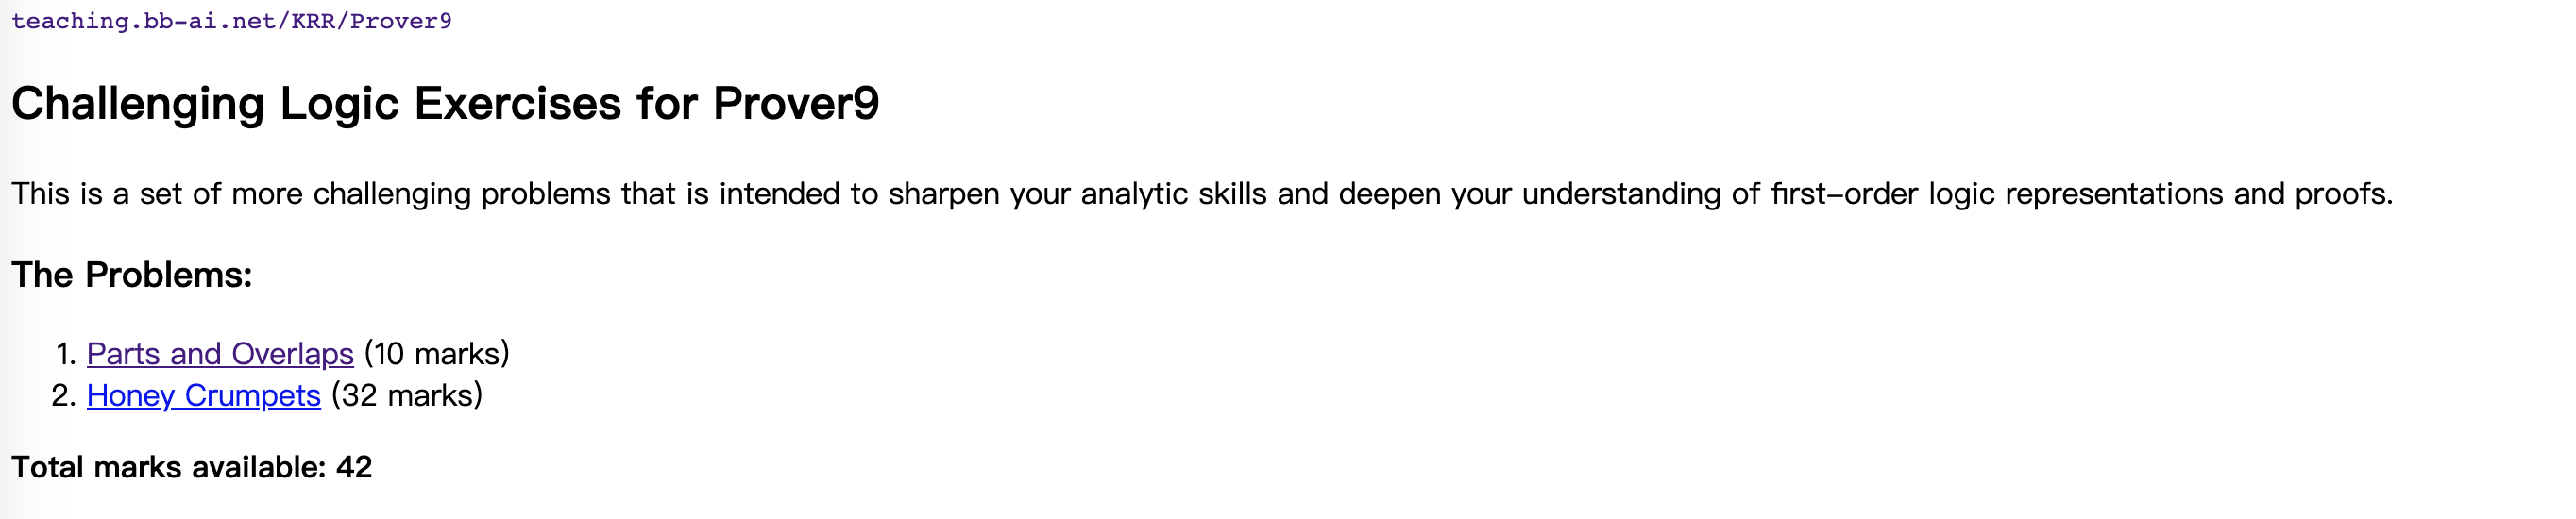 teaching.bb-ai.net/KRR/Prover9
Challenging Logic Exercises for Prover9
This is a set of more challenging problems that is intended to sharpen your analytic skills and deepen your understanding of first-order logic representations and proofs.
The Problems:
1. Parts and Overlaps (10 marks)
2. Honey Crumpets (32 marks)
Total marks available: 42